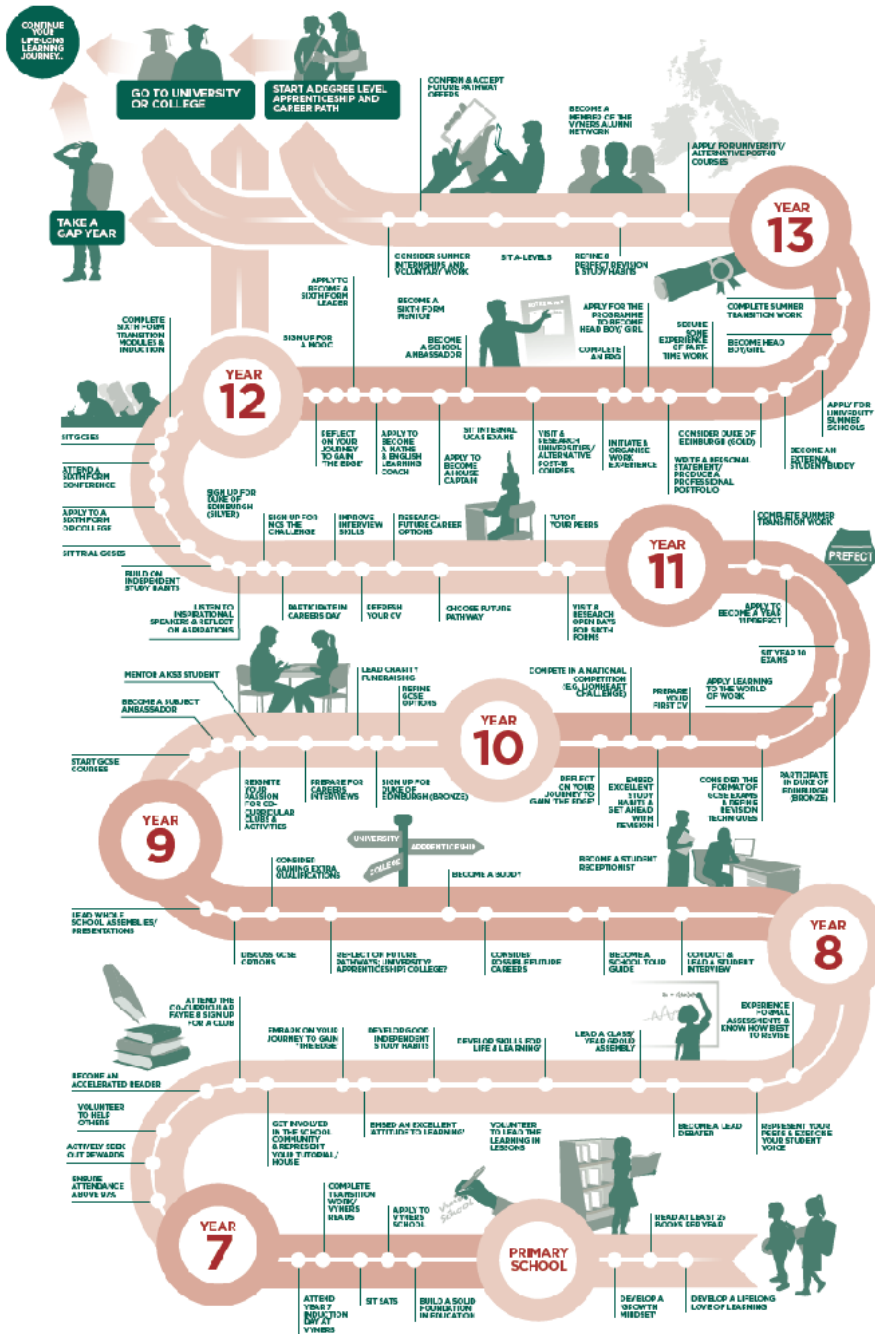 CONTINUE
YOUR
LIFE-LONG
LEARNING
JOURNEY...
GO TO UNIVERSITY
OR COLLEGE
START A DEGREE LEVEL
APPRENTICESHIP AND
CAREER PATH
TAKE A
GAP YEAR
CONFIRM & ACCEPT
FUTURE PATHWAY
OFFERS
BECOME A
MEMBER OF THE
VYNERS ALUMNI
NETWORK
APPLY FOR UNIVERSITY/
ALTERNATIVE POST-18
COURSES
YEAR
13
CONSIDER SUMMER
INTERNSHIPS AND
VOLUNTARY WORK
SIT A-LEVELS
REFINE &
PERFECT REVISION
& STUDY HABITS
COMPLETE SUMMER
TRANSITION WORK
BECOME HEAD
BOY/GIRL
APPLY FOR
UNIVERSITY
SUMMER
SCHOOLS
BECOME AN
EXTERNAL
STUDENT BUDDY
COMPLETE
SIXTH FORM
TRANSITION
MODULES &
INDUCTION
SIGN UP FOR
A MOOC
APPLY TO
BECOME A
SIXTH FORM
LEADER
BECOME A
SIXTH FORM
MENTOR
BECOME
A SCHOOL
AMBASSADOR
COMPLETE
AN EPQ
APPLY FOR THE
PROGRAMME
TO BECOME
HEAD BOY/ GIRL
SECURE
SOME
EXPERIENCE
OF PART-
TIME WORK
YEAR
12
REFLECT
ON YOUR
JOURNEY TO
GAIN 'THE EDGE'
APPLY TO
BECOME
A MATHS
& ENGLISH
LEARNING
COACH
APPLY TO
BECOME
A HOUSE
CAPTAIN
SIT INTERNAL
UCAS EXAMS
VISIT &
RESEARCH
UNIVERSITIES/
ALTERNATIVE
POST-18
COURSES
INITIATE &
ORGANISE
WORK
EXPERIENCE
CONSIDER DUKE OF
EDINBURGH (GOLD)
WRITE A PERSONAL
STATEMENT/
PRODUCE A
PROFESSIONAL
PORTFOLIO
SIT GCSES
ATTEND A
SIXTH FORM
CONFERENCE
APPLY TO A
SIXTH FORM
OR COLLEGE
SIT TRIAL GCSES
BUILD ON
INDEPENDENT
STUDY HABITS
SIGN UP FOR
DUKE OF
EDINBURGH
(SILVER)
SIGN UP FOR
NCS THE
CHALLENGE
IMPROVE
INTERVIEW
SKILLS
RESEARCH
FUTURE CAREER
OPTIONS
TUTOR
YOUR PEERS
YEAR
11
COMPLETE SUMMER
TRANSITION WORK
PREFECT
LISTEN TO
INSPIRATIONAL
SPEAKERS & REFLECT
ON ASPIRATIONS
PARTICIPATE IN
CAREERS DAY
REFRESH
YOUR CV
CHOOSE FUTURE
PATHWAY
VISIT &
RESEARCH
OPEN DAYS
FOR SIXTH
FORMS
APPLY TO
BECOME A YEAR
11 PREFECT
SIT YEAR 10
EXAMS
MENTOR A KS3 STUDENT
BECOME A SUBJECT
AMBASSADOR
START GCSE
COURSES
LEAD CHARITY
FUNDRAISING
REFINE
GCSE
OPTIONS
YEAR
10
COMPETE IN A NATIONAL
COMPETITION
(E.G. LIONHEART
CHALLENGE)
PREPARE
YOUR
FIRST CV
APPLY LEARNING
TO THE WORLD
OF WORK
REIGNITE
YOUR
PASSION
FOR CO-
CURRICULAR
CLUBS &
ACTIVITIES
PREPARE FOR
CAREERS
INTERVIEWS
SIGN UP FOR
DUKE OF
EDINBURGH (BRONZE)
REFLECT
ON YOUR
JOURNEY TO
GAIN 'THE EDGE'
EMBED
EXCELLENT
STUDY
HABITS &
GET AHEAD
WITH
REVISION
CONSIDER THE
FORMAT OF
GCSE EXAMS
& REFINE
REVISION
TECHNIQUES
PARTICIPATE
IN DUKE OF
EDINBURGH
(BRONZE)
YEAR
9
CONSIDER
GAINING EXTRA
QUALIFICATIONS
UNIVERSITY
APPRENTICESHIP
COLLEGE
BECOME A BUDDY
BECOME A STUDENT
RECEPTIONIST
LEAD WHOLE
SCHOOL ASSEMBLIES/
PRESENTATIONS
DISCUSS GCSE
OPTIONS
REFLECT ON FUTURE
PATHWAYS; UNIVERSITY?
APPRENTICESHIP? COLLEGE?
CONSIDER
POSSIBLE FUTURE
CAREERS
BECOME A
SCHOOL TOUR
GUIDE
CONDUCT &
LEAD A STUDENT
INTERVIEW
YEAR
8
ATTEND THE
CO-CURRICULAR
FAYRE & SIGN UP
FOR A CLUB
EMBARK ON YOUR
JOURNEY TO GAIN
'THE EDGE'
DEVELOP GOOD
INDEPENDENT
STUDY HABITS
DEVELOP SKILLS FOR
LIFE & LEARNING'
LEAD A CLASS/
YEAR GROUP
ASSEMBLY
EXPERIENCE
FORMAL
ASSESSMENTS &
KNOW HOW BEST
TO REVISE
BECOME AN
ACCELERATED READER
VOLUNTEER
TO HELP
OTHERS
ACTIVELY SEEK
OUT REWARDS
ENSURE
ATTENDANCE
ABOVE 97%
GET INVOLVED
IN THE SCHOOL
COMMUNITY
& REPRESENT
YOUR TUTORIAL/
HOUSE
EMBED AN EXCELLENT
ATTITUDE TO LEARNING'
VOLUNTEER
TO LEAD THE
LEARNING IN
LESSONS
BECOME A LEAD
DEBATER
REPRESENT YOUR
PEERS & EXERCISE
YOUR STUDENT
VOICE
YEAR
7
COMPLETE
TRANSITION
WORK/
VYNERS
READS
APPLY TO
VYNERS
SCHOOL
PRIMARY
SCHOOL
READ AT LEAST 25
BOOKS PER YEAR
ATTEND
YEAR 7
INDUCTION
DAY AT
VYNERS
SIT SATS
BUILD A SOLID
FOUNDATION
IN EDUCATION
DEVELOP A
'GROWTH
MINDSET'
DEVELOP A LIFELONG
LOVE OF LEARNING